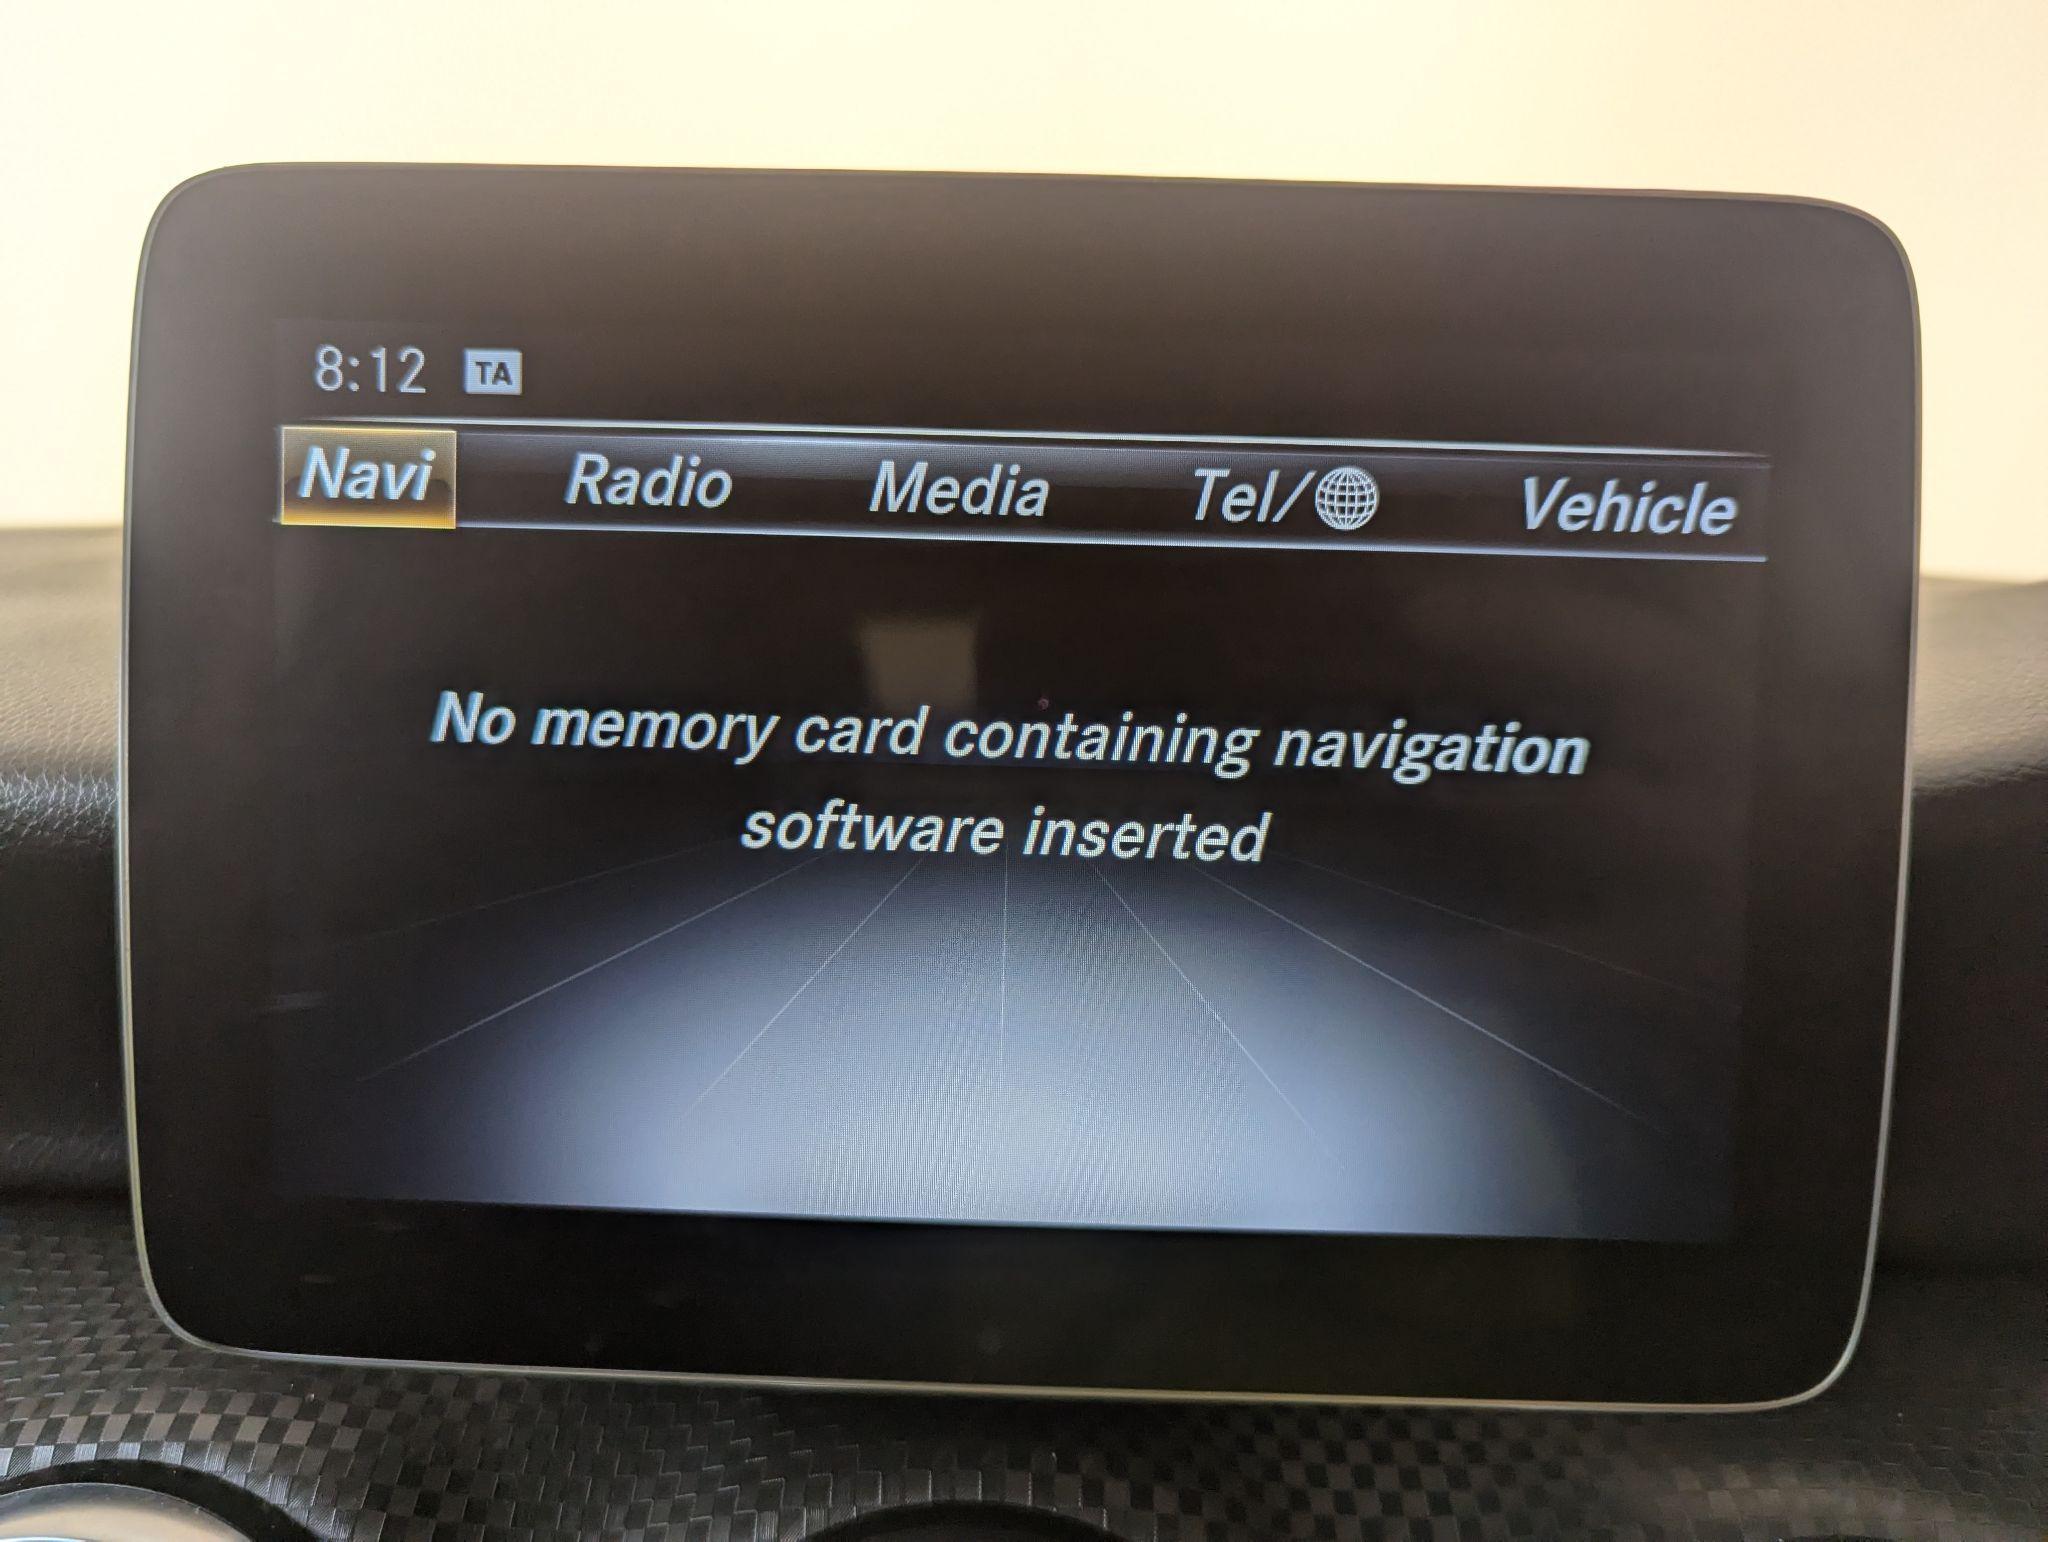 8:12 TA
Navi Radio Media Tel/ Vehicle
No memory card containing navigation
software inserted